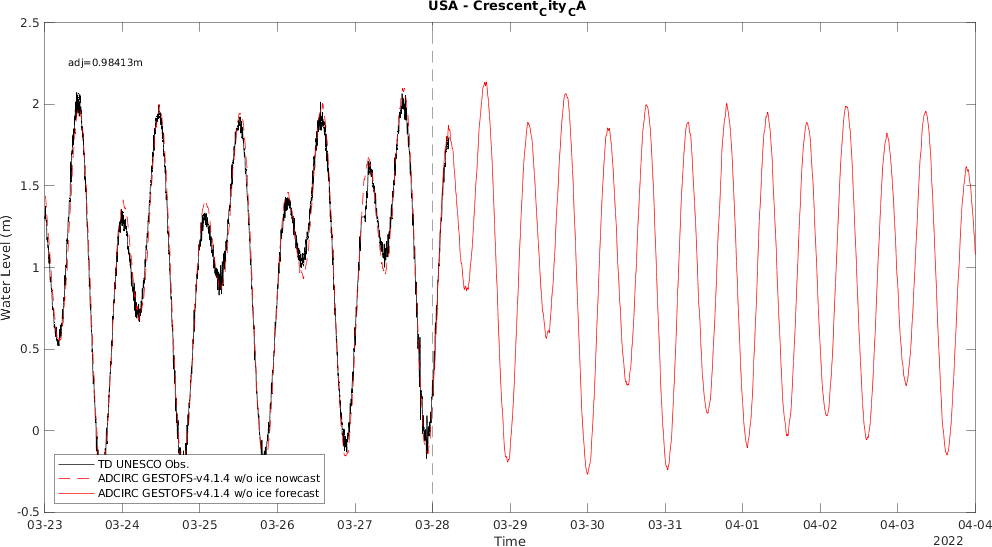 USA - Crescent_City_CA
2.5
adj=0.98413m
2
1.5
Water Level (m)
1
0.5
0
TD UNESCO Obs.
ADCIRC GESTOFS-v4.1.4 w/o ice nowcast
ADCIRC GESTOFS-v4.1.4 w/o ice forecast
-0.5
03-23 03-24 03-25 03-26 03-27 03-28 03-29 03-30 03-31 04-01 04-02 04-03 04-04
Time
2022